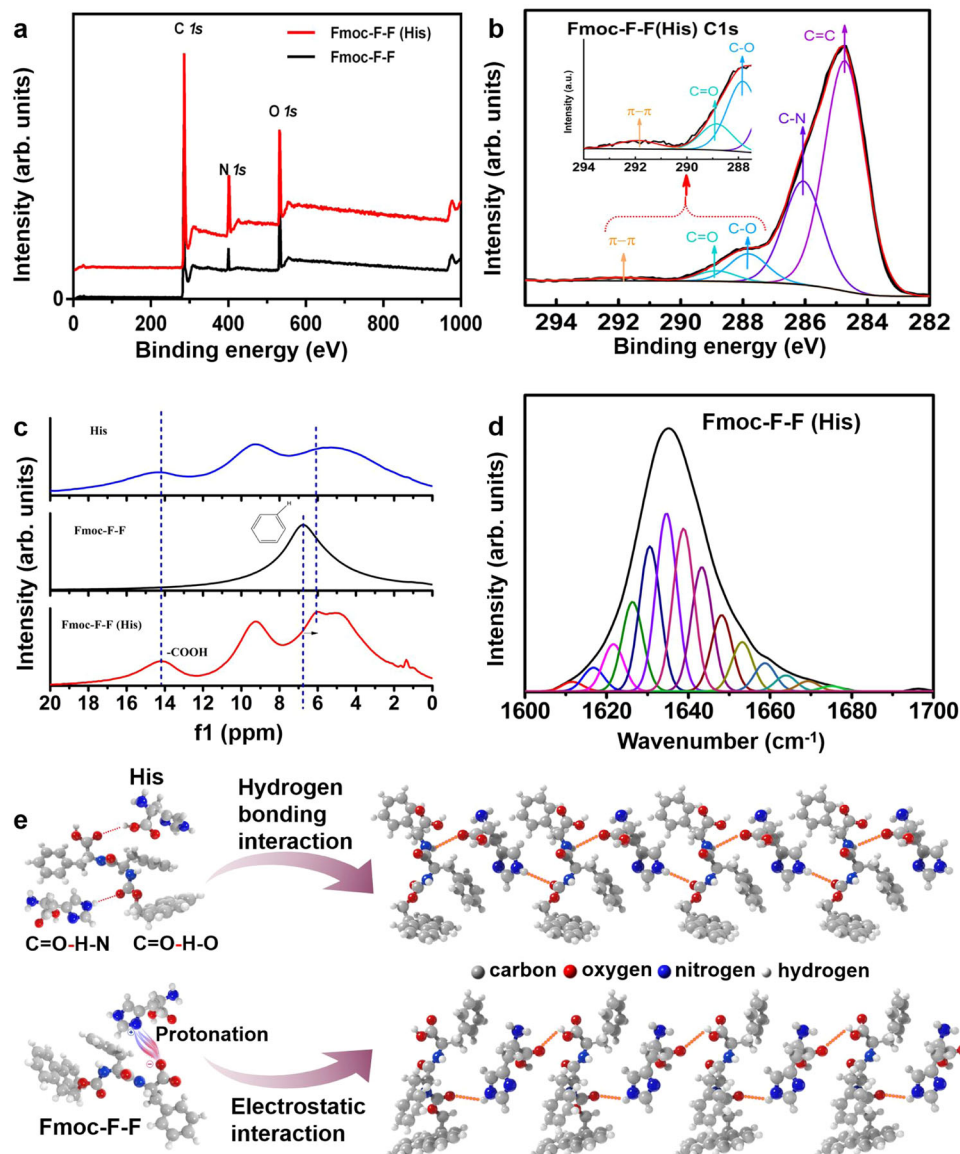 a
Intensity (arb. units)
C 1s
N 1s
O 1s
Fmoc-F-F (His)
Fmoc-F-F
0
0 200 400 600 800 1000
Binding energy (eV)
b
Intensity (arb. units)
Fmoc-F-F(His) C1s
Intensity (a.u.)
π−π
C=O
C-O
294 292 290 288
C=C
C-N
π−π
C=O
C-O
294 292 290 288 286 284 282
Binding energy (eV)
c
Intensity (arb. units)
His
H
Fmoc-F-F
Fmoc-F-F (His)
-COOH
20 18 16 14 12 10 8 6 4 2 0
f1 (ppm)
d
Intensity (arb. units)
Fmoc-F-F (His)
1600 1620 1640 1660 1680 1700
Wavenumber (cm-1)
e
His
C=O-H-N C=O-H-O
Hydrogen
bonding
interaction
carbon oxygen nitrogen hydrogen
+
Protonation
⊖
Fmoc-F-F
Electrostatic
interaction